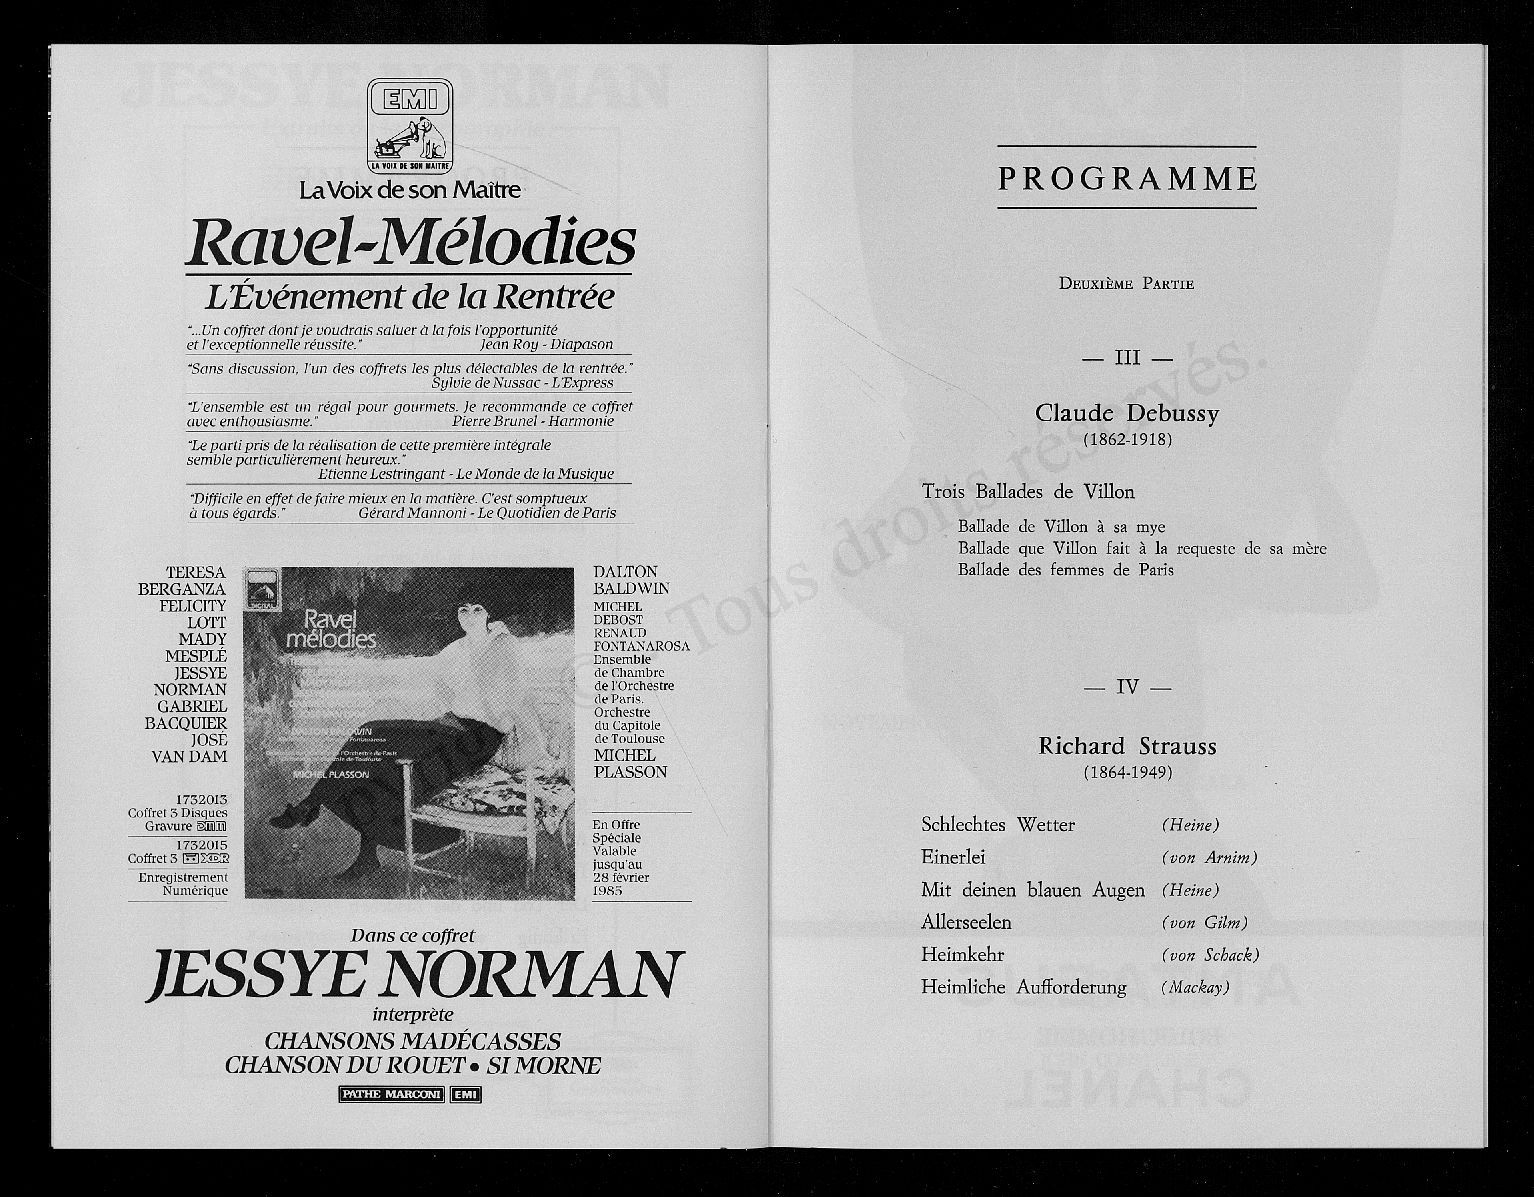 EMI
LA VOIX DE SON MAITRE
La Voix de son Maître
Ravel-Mélodies
L'Événement de la Rentrée
"...Un coffret dont je voudrais saluer à la fois l'opportunité
et l'exceptionnelle réussite." Jean Roy - Diapason
"Sans discussion, l'un des coffrets les plus délectables de la rentrée."
Sylvie de Nussac - L'Express
"L'ensemble est un régal pour gourmets. Je recommande ce coffret
avec enthousiasme." Pierre Brunel - Harmonie
"Le parti pris de la réalisation de cette première intégrale
semble particulièrement heureux."
Etienne Lestringant - Le Monde de la Musique
"Difficile en effet de faire mieux en la matière. C'est somptueux
à tous égards." Gérard Mannoni - Le Quotidien de Paris
TERESA
BERGANZA
FELICITY
LOTT
MADY
MESPLÉ
JESSYE
NORMAN
GABRIEL
BACQUIER
JOSE
VAN DAM
1732013
Coffret 3 Disques
Gravure DMM
1732015
Coffret 3 XDR
Enregistrement
Numérique
DIGITAL
Ravel
mélodies
DALTON BALDWIN
MICHEL PLASSON
DALTON
BALDWIN
MICHEL
DEBOST
RENAUD
FONTANAROSA
Ensemble
de Chambre
de l'Orchestre
de Paris.
Orchestre
du Capitole
de Toulouse
MICHEL
PLASSON
En Offre
Spéciale
Valable
jusqu'au
28 février
1985
Dans ce coffret
JESSYE NORMAN
interprète
CHANSONS MADÉCASSES
CHANSON DU ROUET • SI MORNE
PATHE MARCONI EMI
PROGRAMME
Deuxième Partie
— III —
Claude Debussy
(1862-1918)
Trois Ballades de Villon
Ballade de Villon à sa mye
Ballade que Villon fait à la requeste de sa mère
Ballade des femmes de Paris
— IV —
Richard Strauss
(1864-1949)
Schlechtes Wetter (Heine)
Einerlei (von Arnim)
Mit deinen blauen Augen (Heine)
Allerseelen (von Gilm)
Heimkehr (von Schack)
Heimliche Aufforderung (Mackay)
© Tous droits réservés.